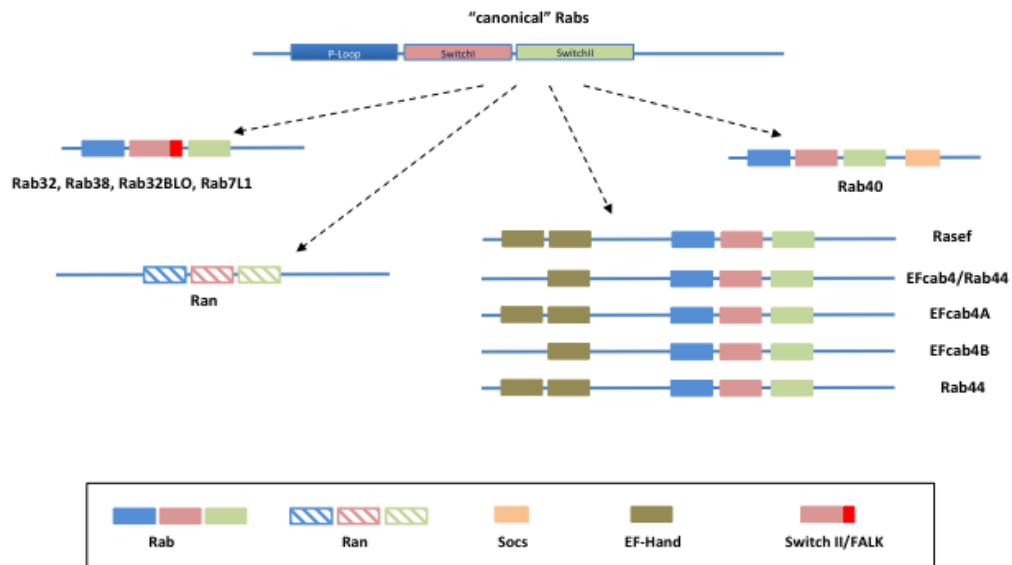 “canonical” Rabs
P-Loop
SwitchI
SwitchII
Rab32, Rab38, Rab32BLO, Rab7L1
Rab40
Ran
Rasef
EFcab4/Rab44
EFcab4A
EFcab4B
Rab44
Rab
Ran
Socs
EF-Hand
Switch II/FALK